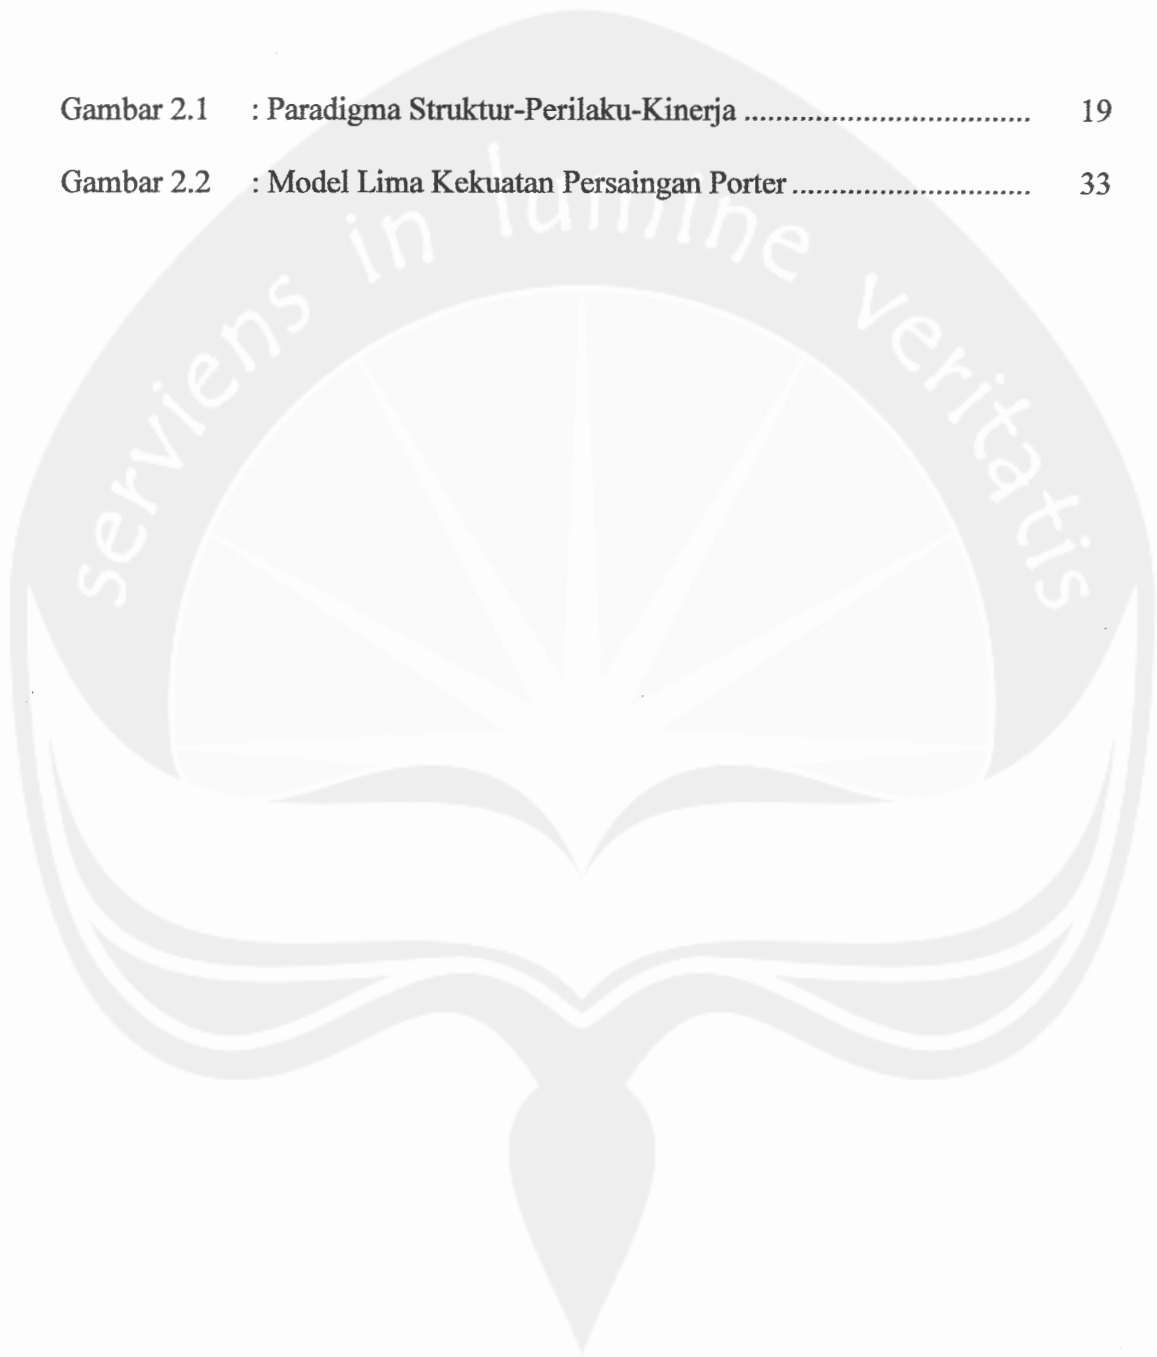 Gambar 2.1 : Paradigma Struktur-Perilaku-Kinerja .................................... 19
Gambar 2.2 : Model Lima Kekuatan Persaingan Porter .............................. 33
serviens in lumine veritatis